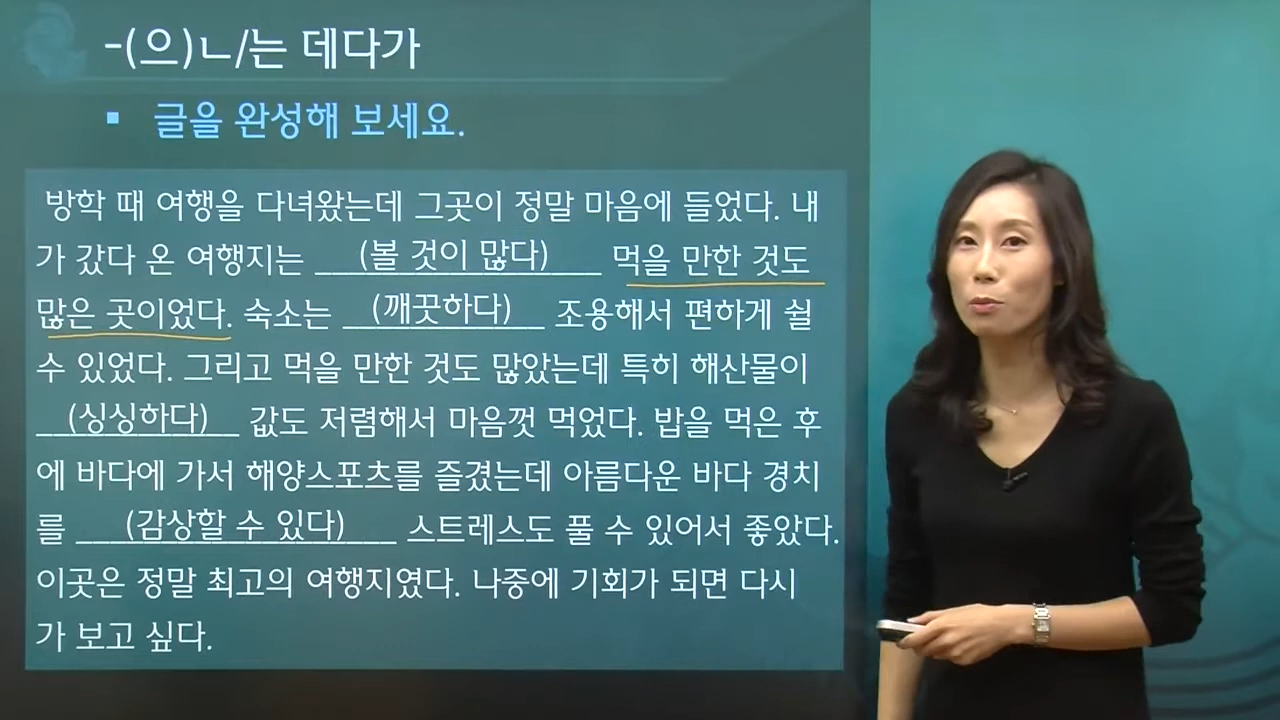 -(으)ㄴ/는 데다가
▪ 글을 완성해 보세요.
방학 때 여행을 다녀왔는데 그곳이 정말 마음에 들었다. 내
가 갔다 온 여행지는 ____(볼 것이 많다)____ 먹을 만한 것도
많은 곳이었다. 숙소는 ____(깨끗하다)____ 조용해서 편하게 쉴
수 있었다. 그리고 먹을 만한 것도 많았는데 특히 해산물이
__(싱싱하다)__ 값도 저렴해서 마음껏 먹었다. 밥을 먹은 후
에 바다에 가서 해양스포츠를 즐겼는데 아름다운 바다 경치
를 ____(감상할 수 있다)____ 스트레스도 풀 수 있어서 좋았다.
이곳은 정말 최고의 여행지였다. 나중에 기회가 되면 다시
가 보고 싶다.